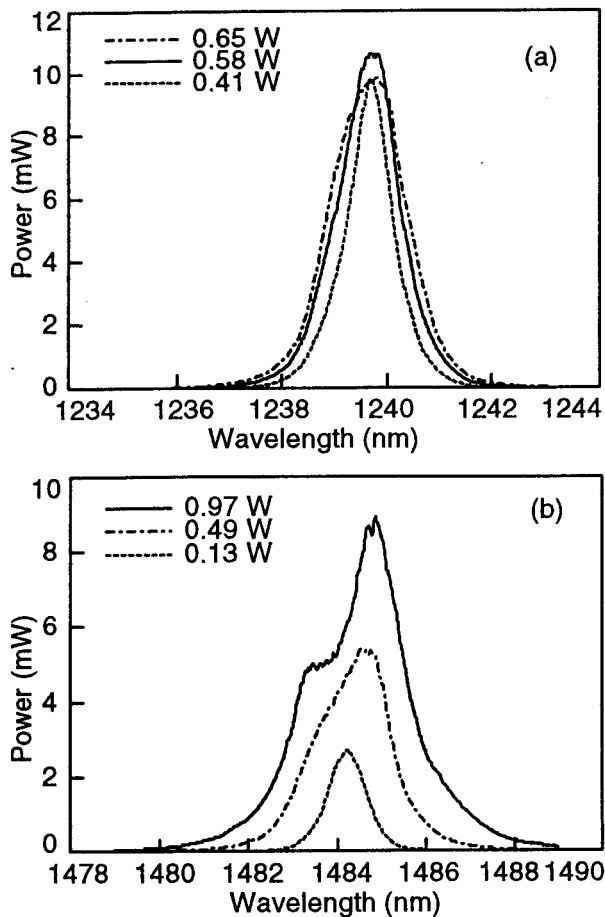 12
0.65 W
(a)
0.58 W
10
0.41 W
8
6
4
2
0
1234 1236 1238 1240 1242 1244
Power (mW)
Wavelength (nm)
10
0.97 W
(b)
0.49 W
8
0.13 W
6
4
2
0
1478 1480 1482 1484 1486 1488 1490
Power (mW)
Wavelength (nm)